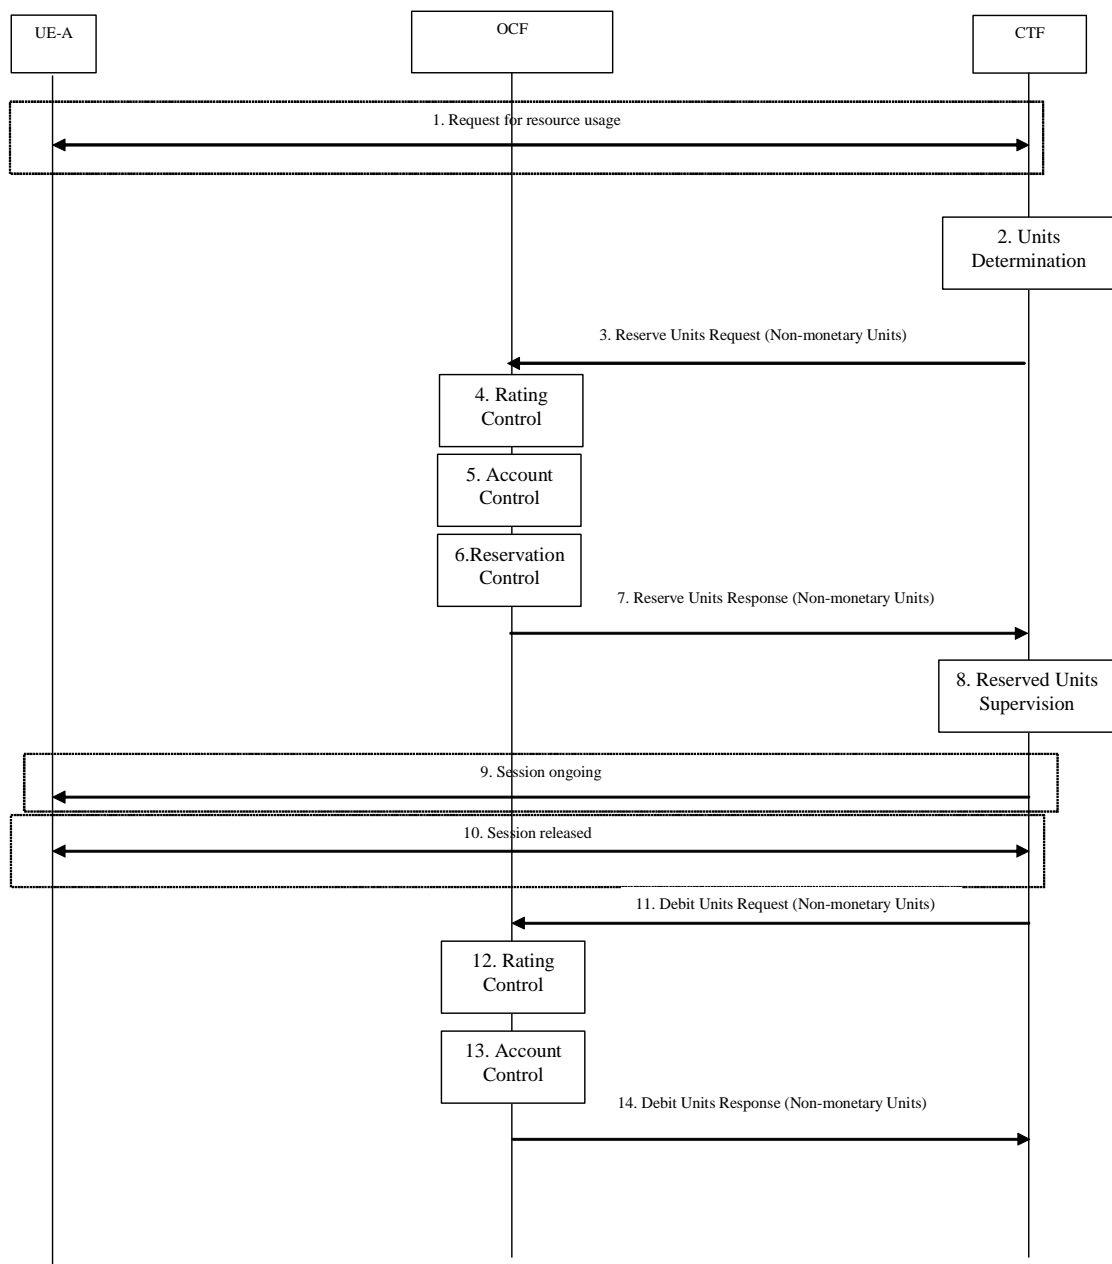 UE-A
OCF
CTF
1. Request for resource usage
2. Units
Determination
3. Reserve Units Request (Non-monetary Units)
4. Rating
Control
5. Account
Control
6.Reservation
Control
7. Reserve Units Response (Non-monetary Units)
8. Reserved Units
Supervision
9. Session ongoing
10. Session released
11. Debit Units Request (Non-monetary Units)
12. Rating
Control
13. Account
Control
14. Debit Units Response (Non-monetary Units)